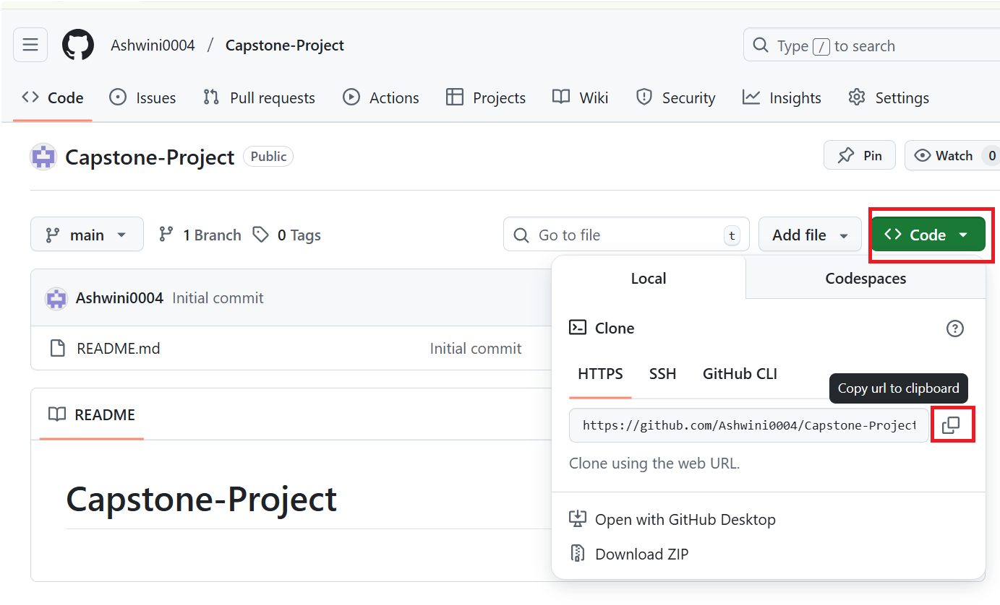 Ashwini0004 / Capstone-Project
Type / to search
Code Issues Pull requests Actions Projects Wiki Security Insights Settings
Capstone-Project Public
Pin Watch 0
main 1 Branch 0 Tags
Go to file t
Add file
Code
Local Codespaces
Ashwini0004 Initial commit
README.md Initial commit
Clone
HTTPS SSH GitHub CLI
Copy url to clipboard
https://github.com/Ashwini0004/Capstone-Project
Clone using the web URL.
Open with GitHub Desktop
Download ZIP
README
Capstone-Project